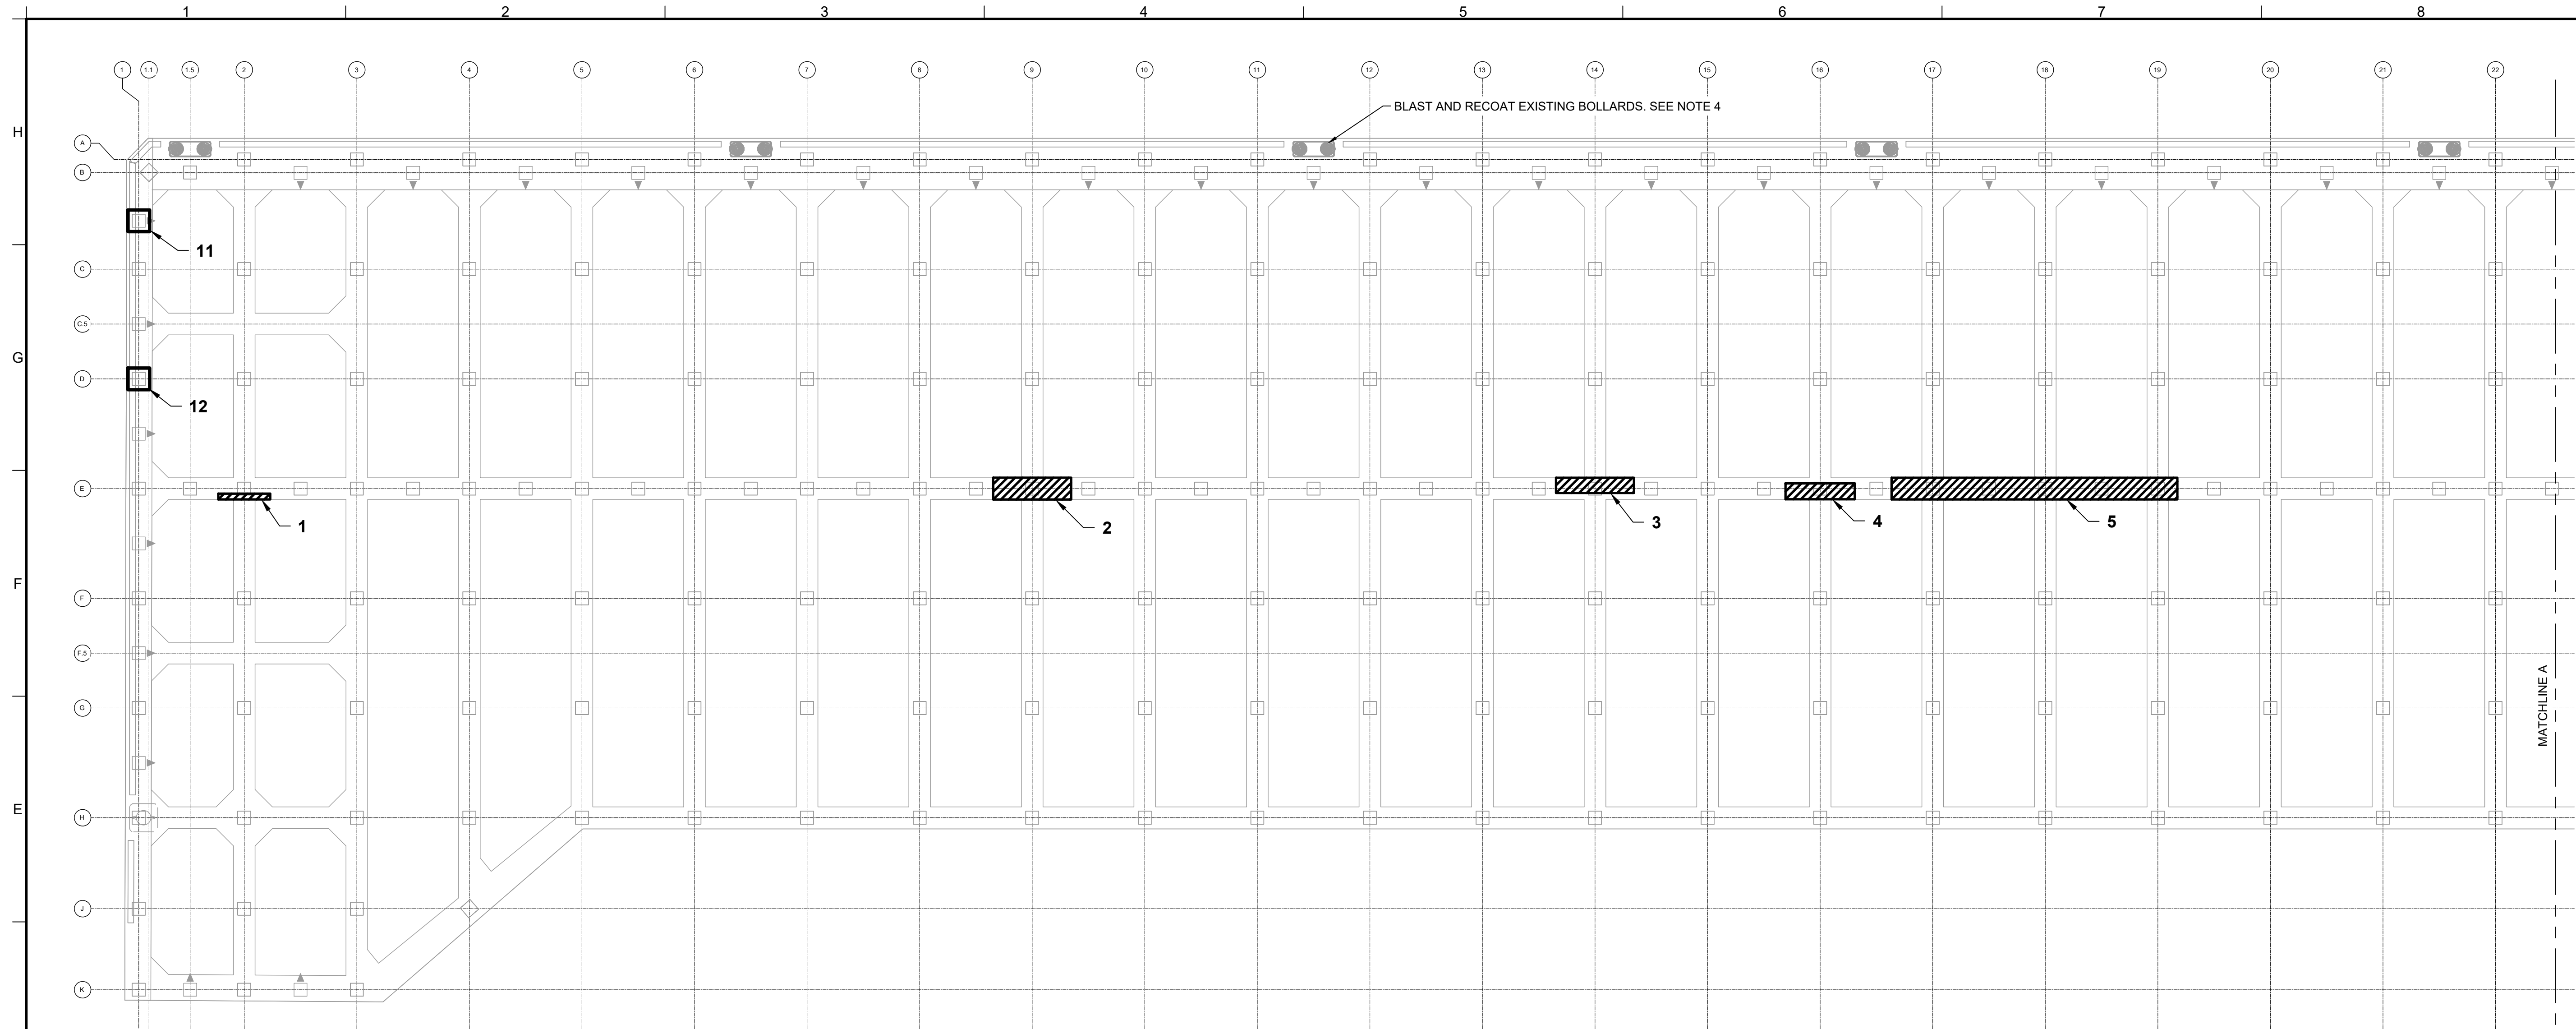 1 2 3 4 5 6 7 8
1 1.1 1.5 2 3 4 5 6 7 8 9 10 11 12 13 14 15 16 17 18 19 20 21 22
BLAST AND RECOAT EXISTING BOLLARDS. SEE NOTE 4
H
A
B
11
C
C.5
G
D
12
E
1
2
3
4
5
F
F
F.5
MATCHLINE A
G
E
H
J
K